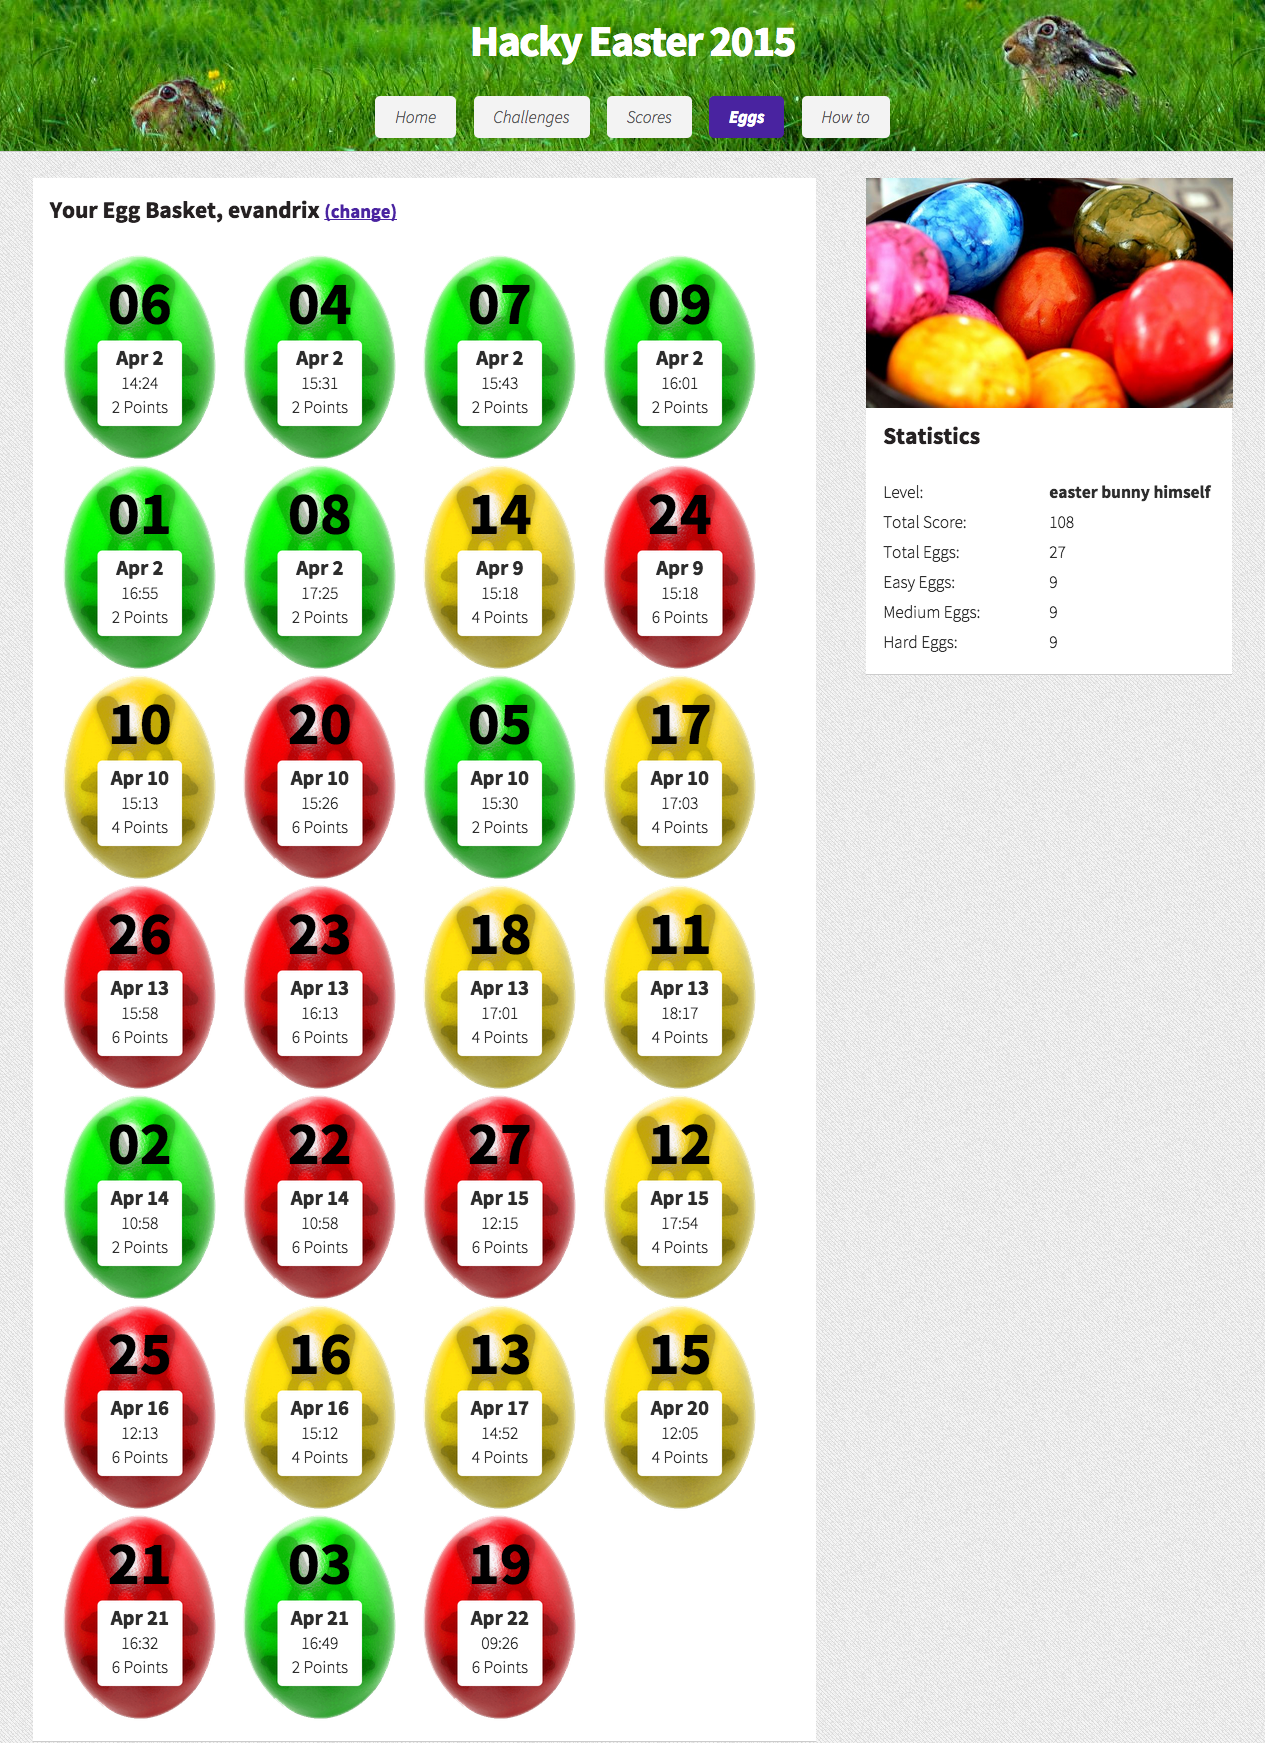 Hacky Easter 2015
Home Challenges Scores Eggs How to
Your Egg Basket, evandrix (change)
06 04 07 09
Apr 2 Apr 2 Apr 2 Apr 2
14:24 15:31 15:43 16:01
2 Points 2 Points 2 Points 2 Points
01 08 14 24
Apr 2 Apr 2 Apr 9 Apr 9
16:55 17:25 15:18 15:18
2 Points 2 Points 4 Points 6 Points
10 20 05 17
Apr 10 Apr 10 Apr 10 Apr 10
15:13 15:26 15:30 17:03
4 Points 6 Points 2 Points 4 Points
26 23 18 11
Apr 13 Apr 13 Apr 13 Apr 13
15:58 16:13 17:01 18:17
6 Points 6 Points 4 Points 4 Points
02 22 27 12
Apr 14 Apr 14 Apr 15 Apr 15
10:58 10:58 12:15 17:54
2 Points 6 Points 6 Points 4 Points
25 16 13 15
Apr 16 Apr 16 Apr 17 Apr 20
12:13 15:12 14:52 12:05
6 Points 4 Points 4 Points 4 Points
21 03 19
Apr 21 Apr 21 Apr 22
16:32 16:49 09:26
6 Points 2 Points 6 Points
Statistics
Level: easter bunny himself
Total Score: 108
Total Eggs: 27
Easy Eggs: 9
Medium Eggs: 9
Hard Eggs: 9